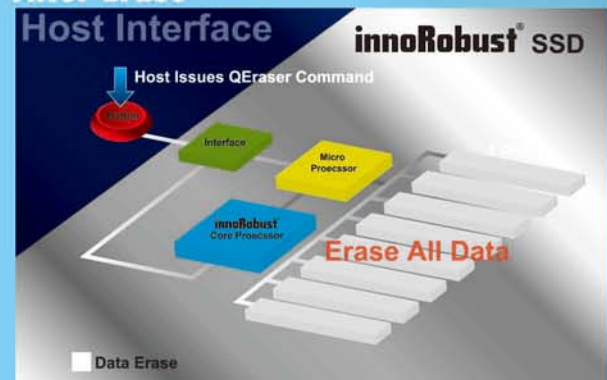 Host Interface
innoRobust® SSD
Host Issues QEraser Command
Interface
Micro
Proecssor
innoRobust®
Core Proecssor
Erase All Data
Data Erase